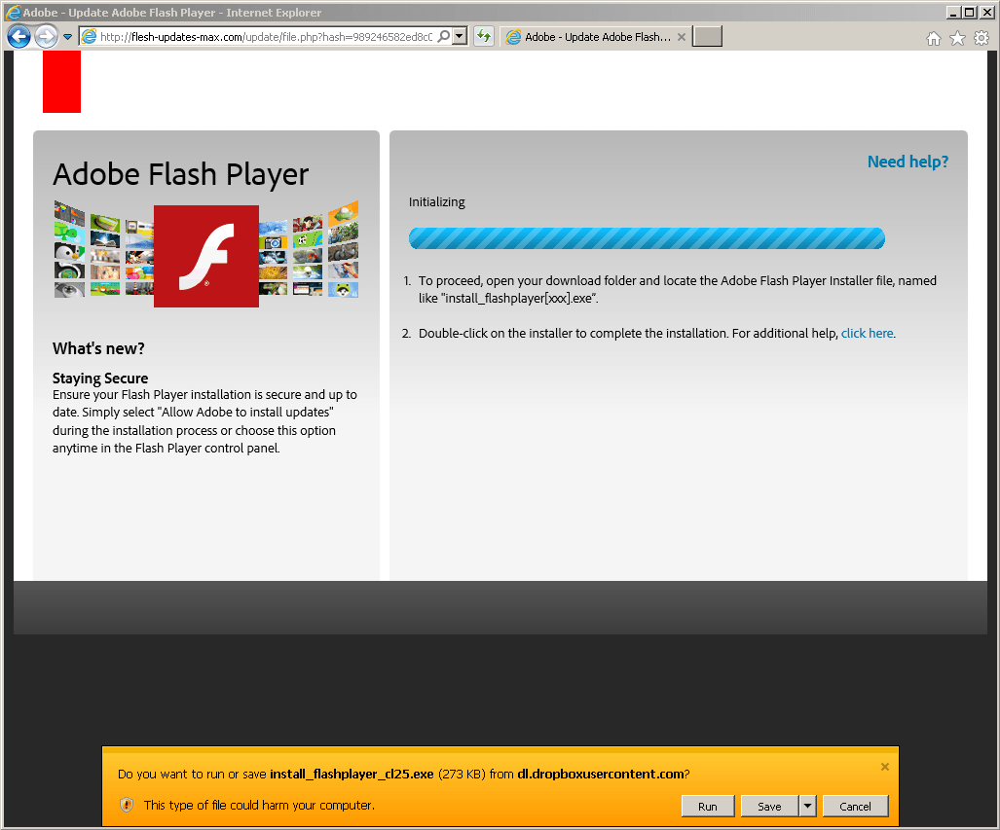 Adobe - Update Adobe Flash Player - Internet Explorer
http://flesh-updates-max.com/update/file.php?hash=989246582ed8c0
Adobe - Update Adobe Flash...
Adobe Flash Player
What's new?
Staying Secure
Ensure your Flash Player installation is secure and up to
date. Simply select "Allow Adobe to install updates"
during the installation process or choose this option
anytime in the Flash Player control panel.
Need help?
Initializing
1. To proceed, open your download folder and locate the Adobe Flash Player Installer file, named
like "install_flashplayer[xxx].exe”.
2. Double-click on the installer to complete the installation. For additional help, click here.
Do you want to run or save install_flashplayer_cl25.exe (273 KB) from dl.dropboxusercontent.com?
This type of file could harm your computer.
Run
Save
Cancel